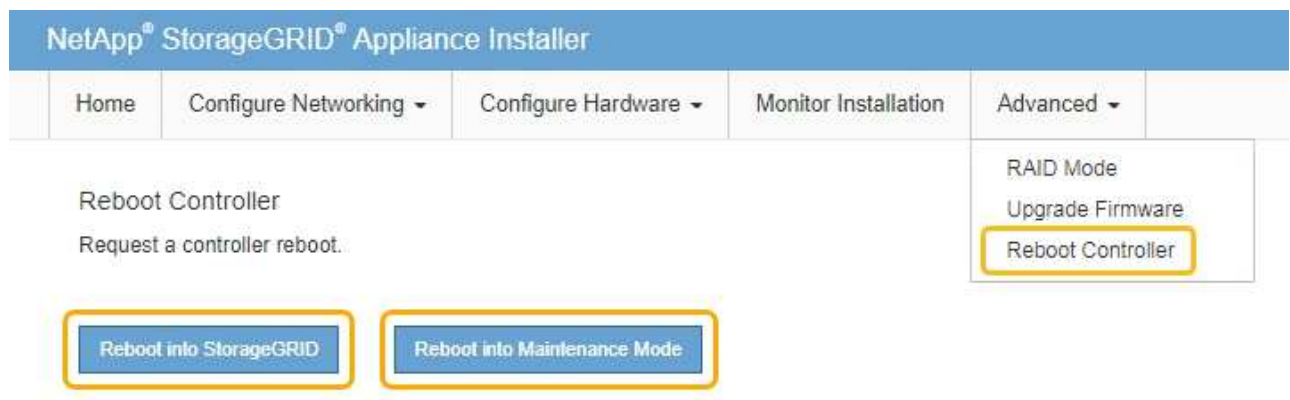 NetApp® StorageGRID® Appliance Installer
Home Configure Networking Configure Hardware Monitor Installation Advanced
RAID Mode
Upgrade Firmware
Reboot Controller
Reboot Controller
Request a controller reboot.
Reboot into StorageGRID Reboot into Maintenance Mode